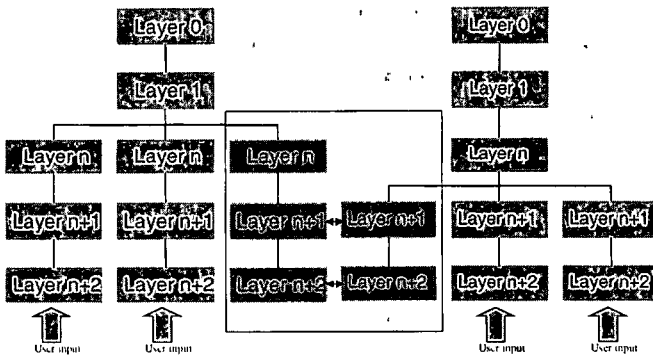 Layer 0 Layer 0
Layer 1 Layer 1
Layer n Layer n Layer n Layer n
Layer n+1 Layer n+1 Layer n+1 Layer n+1 Layer n+1 Layer n+1
Layer n+2 Layer n+2 Layer n+2 Layer n+2 Layer n+2 Layer n+2
User input User input User input User input